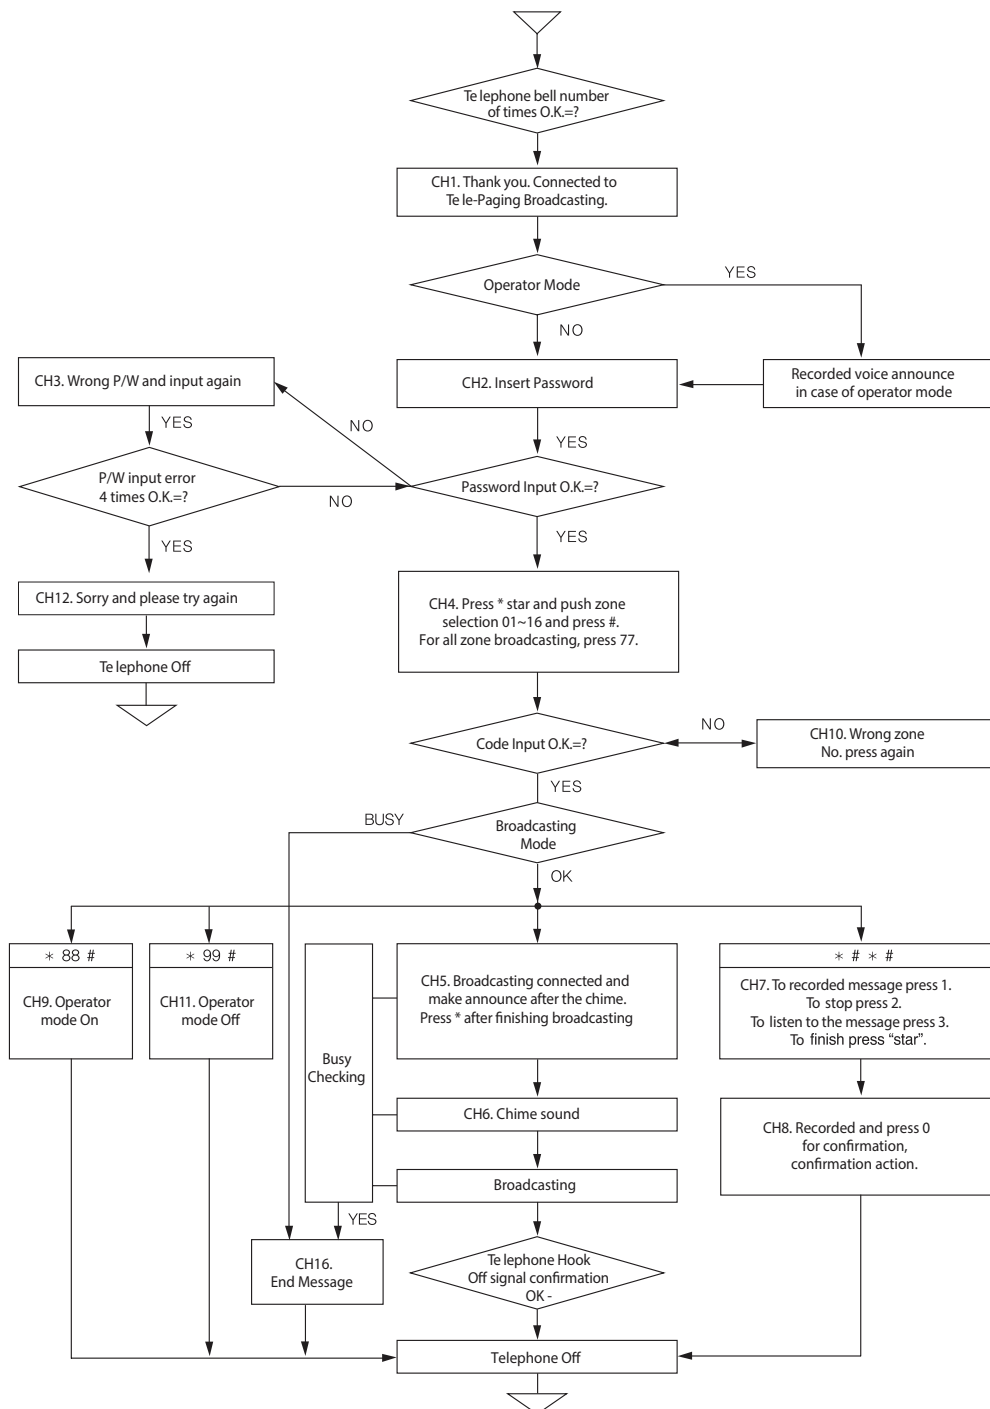 Te lephone bell number
of times O.K.=?
CH1. Thank you. Connected to
Te le-Paging Broadcasting.
Operator Mode
YES
NO
Recorded voice announce
in case of operator mode
CH2. Insert Password
CH3. Wrong P/W and input again
YES
NO
YES
P/W input error
4 times O.K.=?
NO
Password Input O.K.=?
YES
YES
CH12. Sorry and please try again
Te lephone Off
CH4. Press * star and push zone
selection 01~16 and press #.
For all zone broadcasting, press 77.
Code Input O.K.=?
NO
CH10. Wrong zone
No. press again
YES
BUSY
Broadcasting
Mode
OK
* 88 #
CH9. Operator
mode On
* 99 #
CH11. Operator
mode Off
Busy
Checking
CH5. Broadcasting connected and
make announce after the chime.
Press * after finishing broadcasting
* # * #
CH7. To recorded message press 1.
To stop press 2.
To listen to the message press 3.
To finish press “star”.
CH6. Chime sound
CH8. Recorded and press 0
for confirmation,
confirmation action.
Broadcasting
YES
CH16.
End Message
Te lephone Hook
Off signal confirmation
OK -
Telephone Off